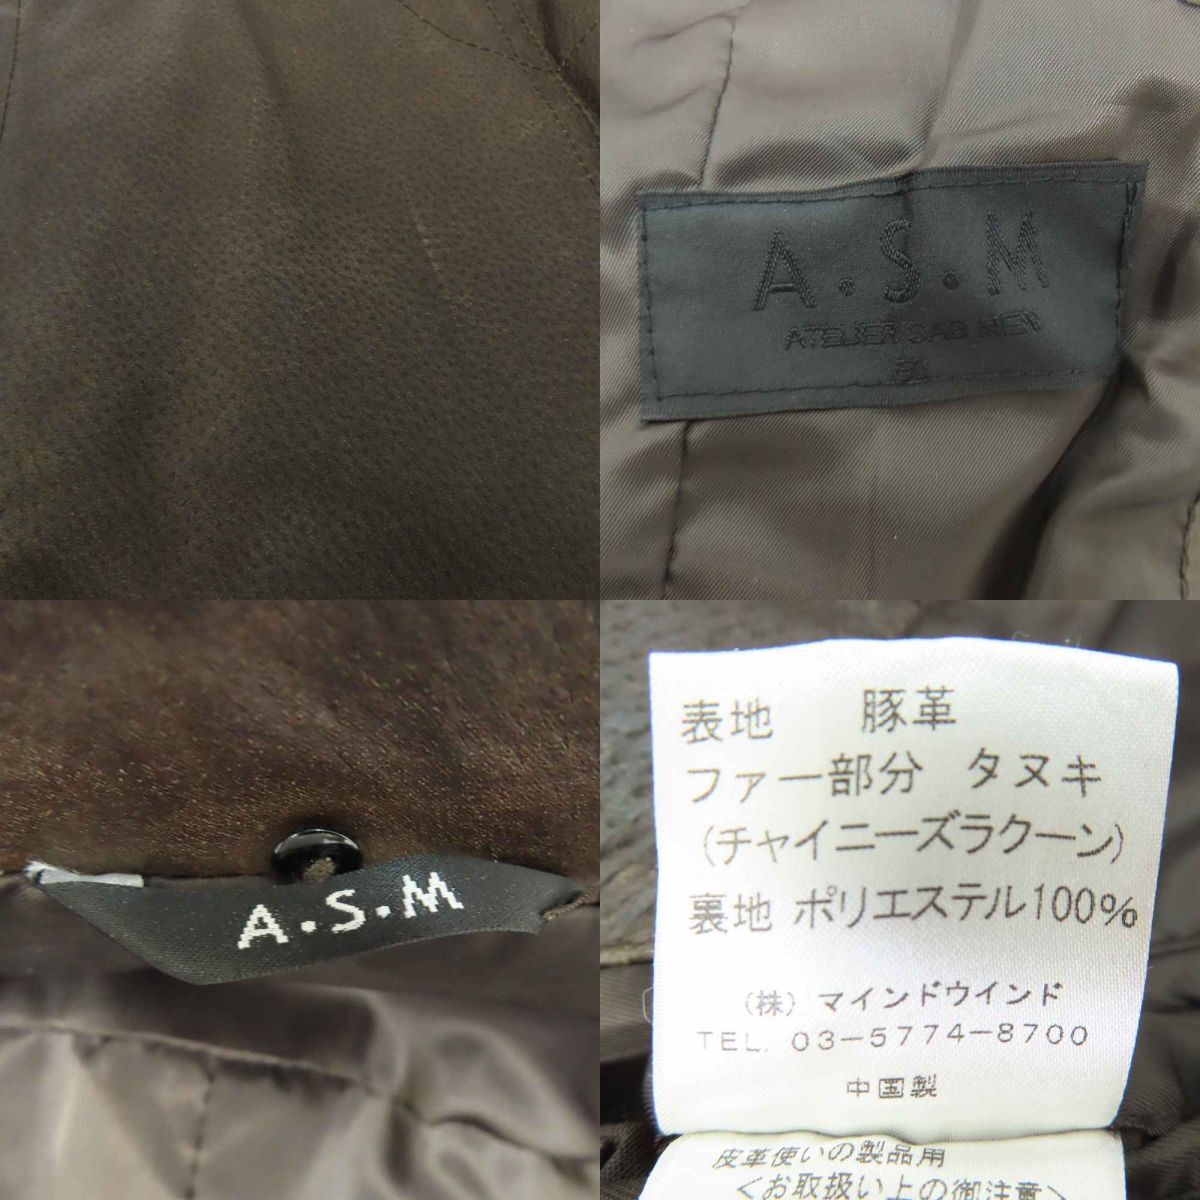 A.S.M
ATELIER SAB MEN
A.S.M
表地 豚革
ファー部分 タヌキ
(チャイニーズラクーン)
裏地 ポリエステル100%
(株) マインドウインド
TEL. 03-5774-8700
中国製
皮革使いの製品用
<お取扱い上の御注意>